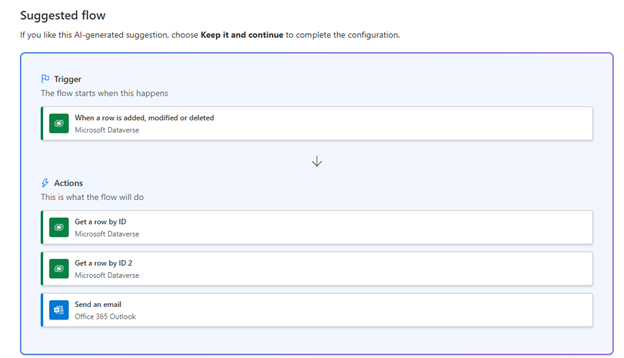 Suggested flow
If you like this AI-generated suggestion, choose Keep it and continue to complete the configuration.
Trigger
The flow starts when this happens
When a row is added, modified or deleted
Microsoft Dataverse
Actions
This is what the flow will do
Get a row by ID
Microsoft Dataverse
Get a row by ID 2
Microsoft Dataverse
Send an email
Office 365 Outlook